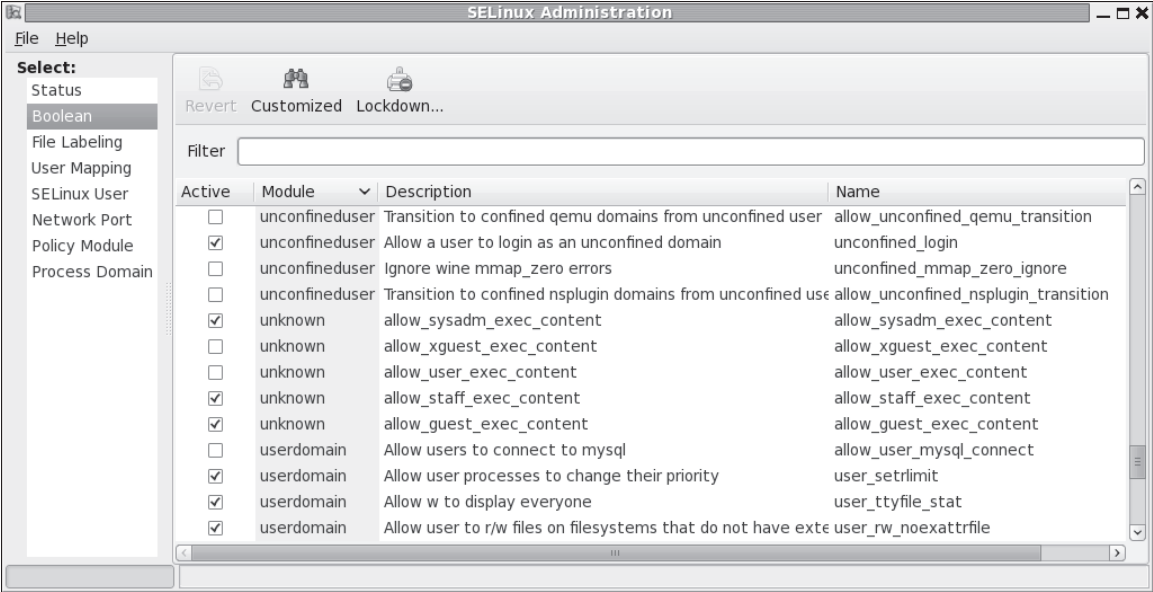 SELinux Administration
File Help
Select:
Status
Boolean
File Labeling
User Mapping
SELinux User
Network Port
Policy Module
Process Domain
Revert Customized Lockdown...
Filter
Active Module Description Name
unconfineduser Transition to confined qemu domains from unconfined user allow_unconfined_qemu_transition
unconfineduser Allow a user to login as an unconfined domain unconfined_login
unconfineduser Ignore wine mmap_zero errors unconfined_mmap_zero_ignore
unconfineduser Transition to confined nsplugin domains from unconfined use allow_unconfined_nsplugin_transition
unknown allow_sysadm_exec_content allow_sysadm_exec_content
unknown allow_xguest_exec_content allow_xguest_exec_content
unknown allow_user_exec_content allow_user_exec_content
unknown allow_staff_exec_content allow_staff_exec_content
unknown allow_guest_exec_content allow_guest_exec_content
userdomain Allow users to connect to mysql allow_user_mysql_connect
userdomain Allow user processes to change their priority user_setrlimit
userdomain Allow w to display everyone user_ttyfile_stat
userdomain Allow user to r/w files on filesystems that do not have exte user_rw_noexattrfile